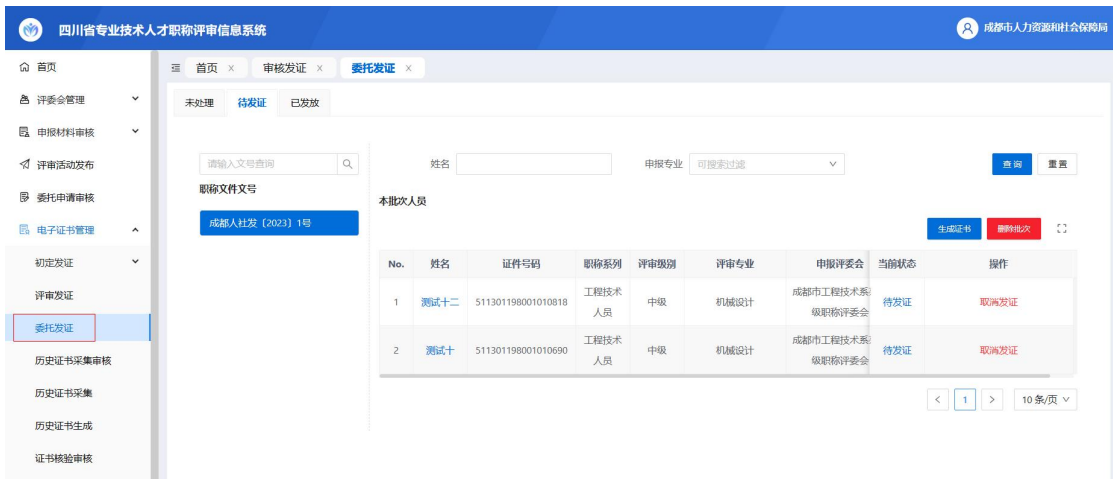 四川省专业技术人才职称评审信息系统
成都市人力资源和社会保障局
首页
评委会管理
申报材料审核
评审活动发布
委托申请审核
电子证书管理
初定发证
评审发证
委托发证
历史证书采集审核
历史证书采集
历史证书生成
证书核验审核
首页 × 审核发证 × 委托发证 ×
未处理 待发证 已发放
请输入文号查询
职称文件文号
成都人社发〔2023〕1号
姓名 申报专业 可搜索过滤 查询 重置
本批次人员
生成证书 删除批次
No. 姓名 证件号码 职称系列 评审级别 评审专业 申报评委会 当前状态 操作
1 测试十二 511301198001010818 工程技术人员 中级 机械设计 成都市工程技术系 级职称评委会 待发证 取消发证
2 测试十 511301198001010690 工程技术人员 中级 机械设计 成都市工程技术系 级职称评委会 待发证 取消发证
< 1 > 10 条/页